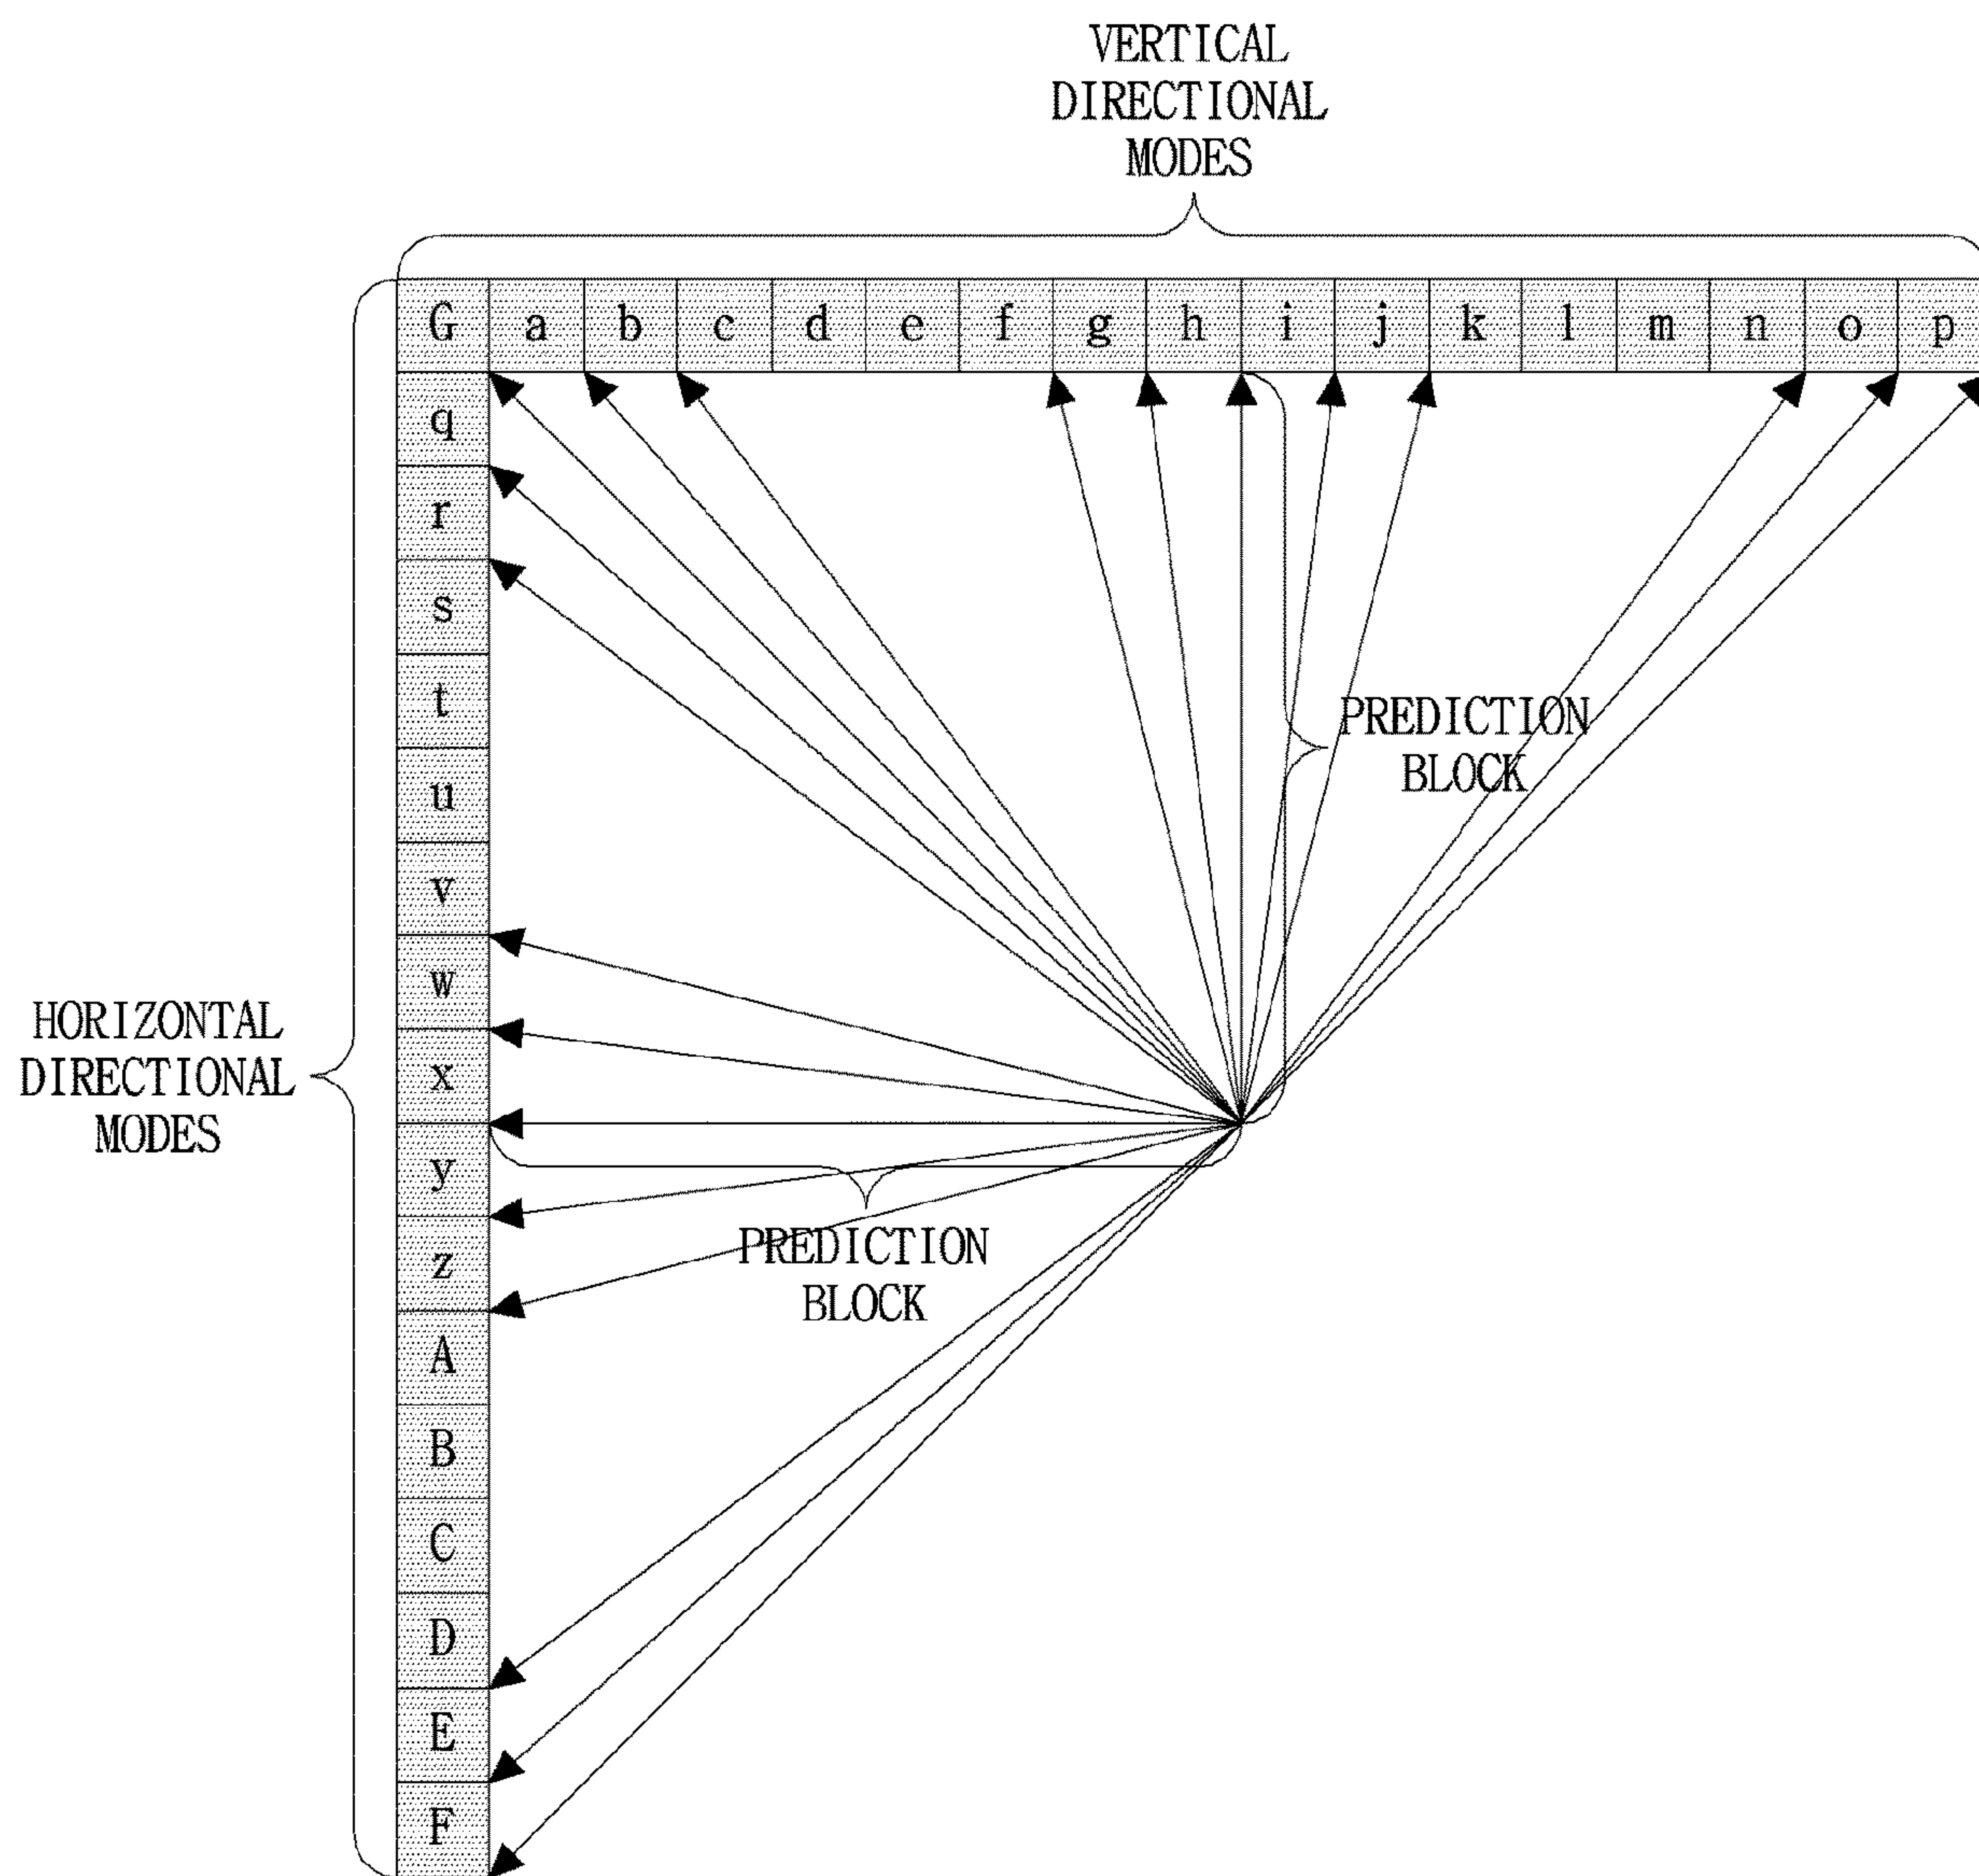 VERTICAL
DIRECTIONAL
MODES
G a b c d e f g h i j k l m n o p
q
r
s
t
u
v
w
x
y
z
A
B
C
D
E
F
PREDICTION
BLOCK
HORIZONTAL
DIRECTIONAL
MODES
PREDICTION
BLOCK